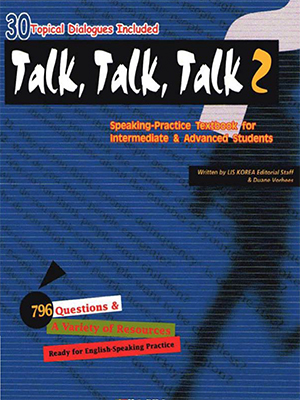 30 Topical Dialogues Included
Talk, Talk, Talk 2
Speaking-Practice Textbook for
Intermediate & Advanced Students
Written by LIS KOREA Editorial Staff
& Duane Vorhees
796 Questions &
A Variety of Resources
Ready for English-Speaking Practice